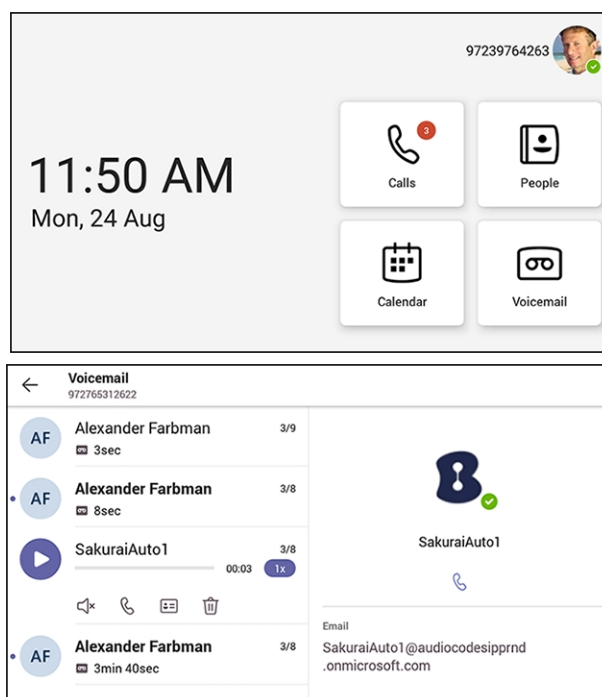 97239764263
11:50 AM
Mon, 24 Aug
3
Calls
People
Calendar
Voicemail
Voicemail
972765312622
AF
Alexander Farbman
3/9
3sec
AF
Alexander Farbman
3/8
8sec
SakuraiAuto1
3/8
00:03
1x
AF
Alexander Farbman
3/8
3min 40sec
SakuraiAuto1
Email
SakuraiAuto1@audiocodesipprnd
.onmicrosoft.com